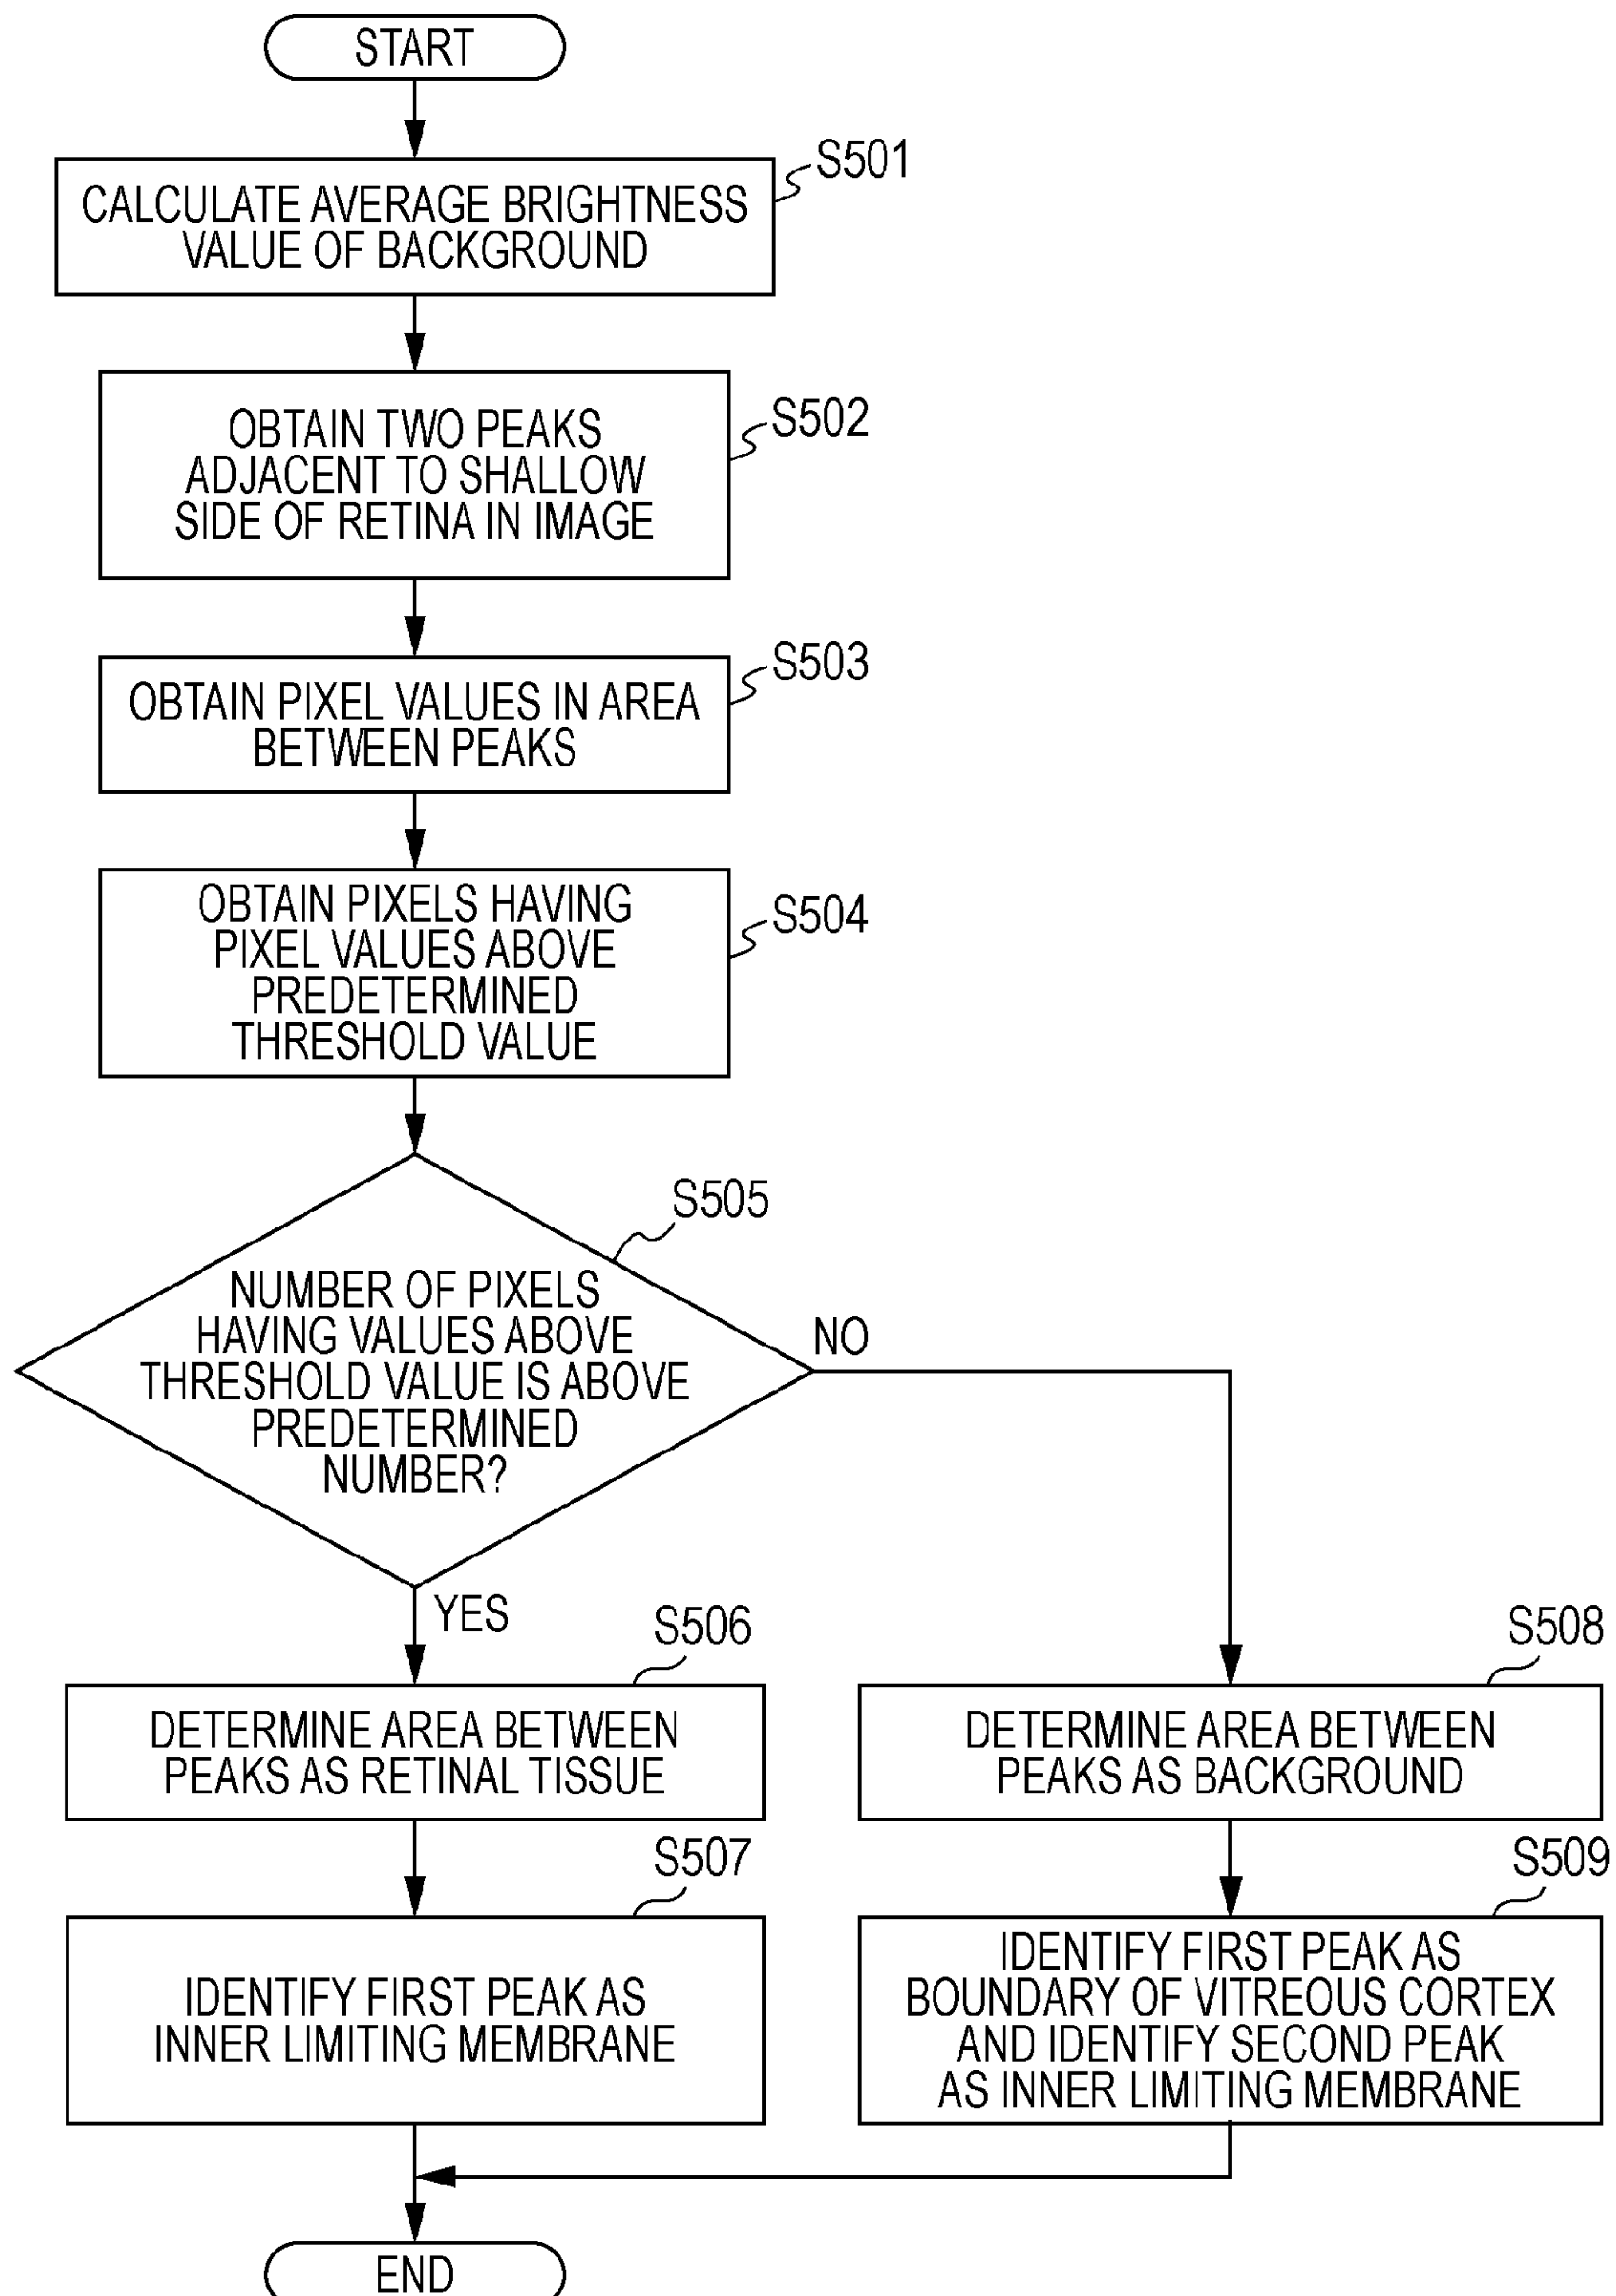 START
S501
CALCULATE AVERAGE BRIGHTNESS
VALUE OF BACKGROUND
S502
OBTAIN TWO PEAKS
ADJACENT TO SHALLOW
SIDE OF RETINA IN IMAGE
S503
OBTAIN PIXEL VALUES IN AREA
BETWEEN PEAKS
S504
OBTAIN PIXELS HAVING
PIXEL VALUES ABOVE
PREDETERMINED
THRESHOLD VALUE
S505
NUMBER OF PIXELS
HAVING VALUES ABOVE
THRESHOLD VALUE IS ABOVE
PREDETERMINED
NUMBER?
NO
YES
S506
DETERMINE AREA BETWEEN
PEAKS AS RETINAL TISSUE
S507
IDENTIFY FIRST PEAK AS
INNER LIMITING MEMBRANE
S508
DETERMINE AREA BETWEEN
PEAKS AS BACKGROUND
S509
IDENTIFY FIRST PEAK AS
BOUNDARY OF VITREOUS CORTEX
AND IDENTIFY SECOND PEAK
AS INNER LIMITING MEMBRANE
END